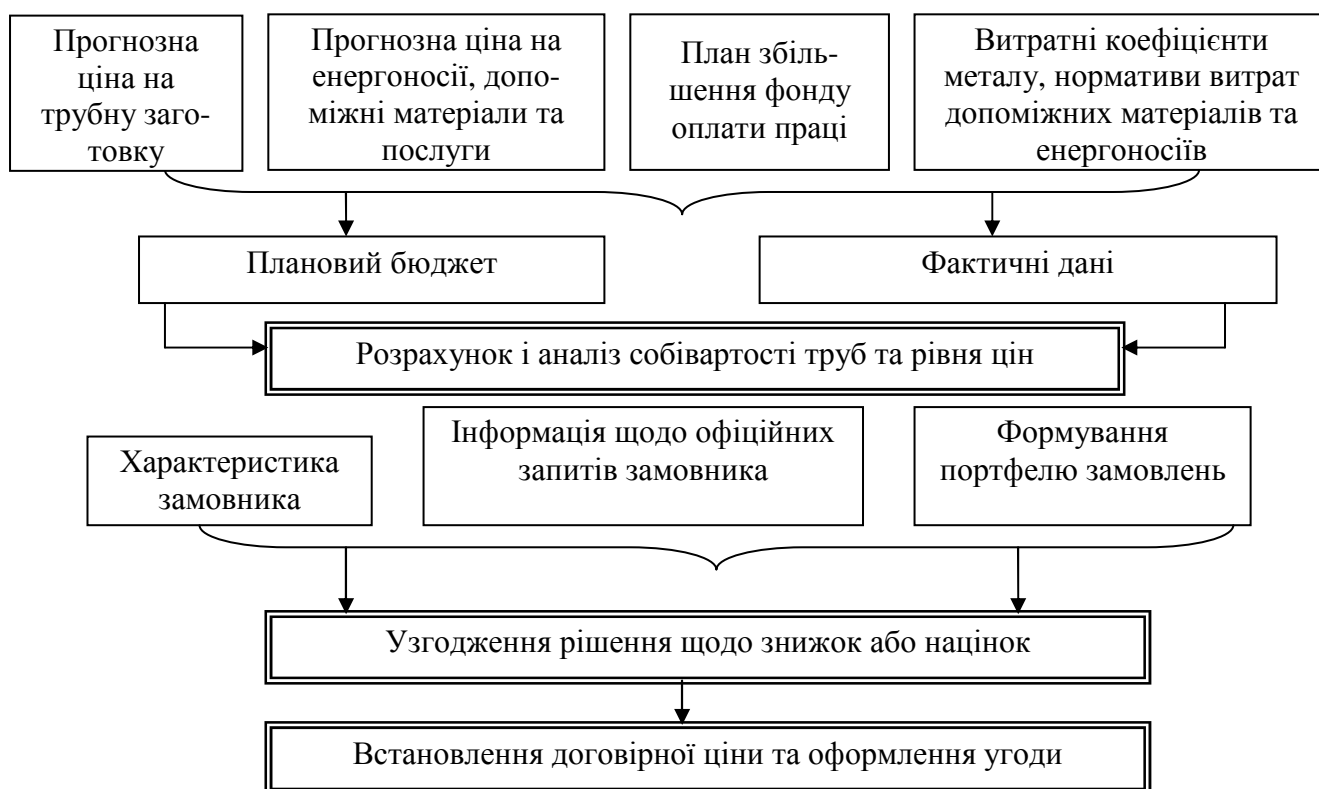 Прогнозна
ціна на
трубну заго-
товку
Прогнозна ціна на
енергоносії, допо-
міжні матеріали та
послуги
План збіль-
шення фонду
оплати праці
Витратні коефіцієнти
металу, нормативи витрат
допоміжних матеріалів та
енергоносіїв
Плановий бюджет
Фактичні дані
Розрахунок і аналіз собівартості труб та рівня цін
Характеристика
замовника
Інформація щодо офіційних
запитів замовника
Формування
портфелю замовлень
Узгодження рішення щодо знижок або націнок
Встановлення договірної ціни та оформлення угоди